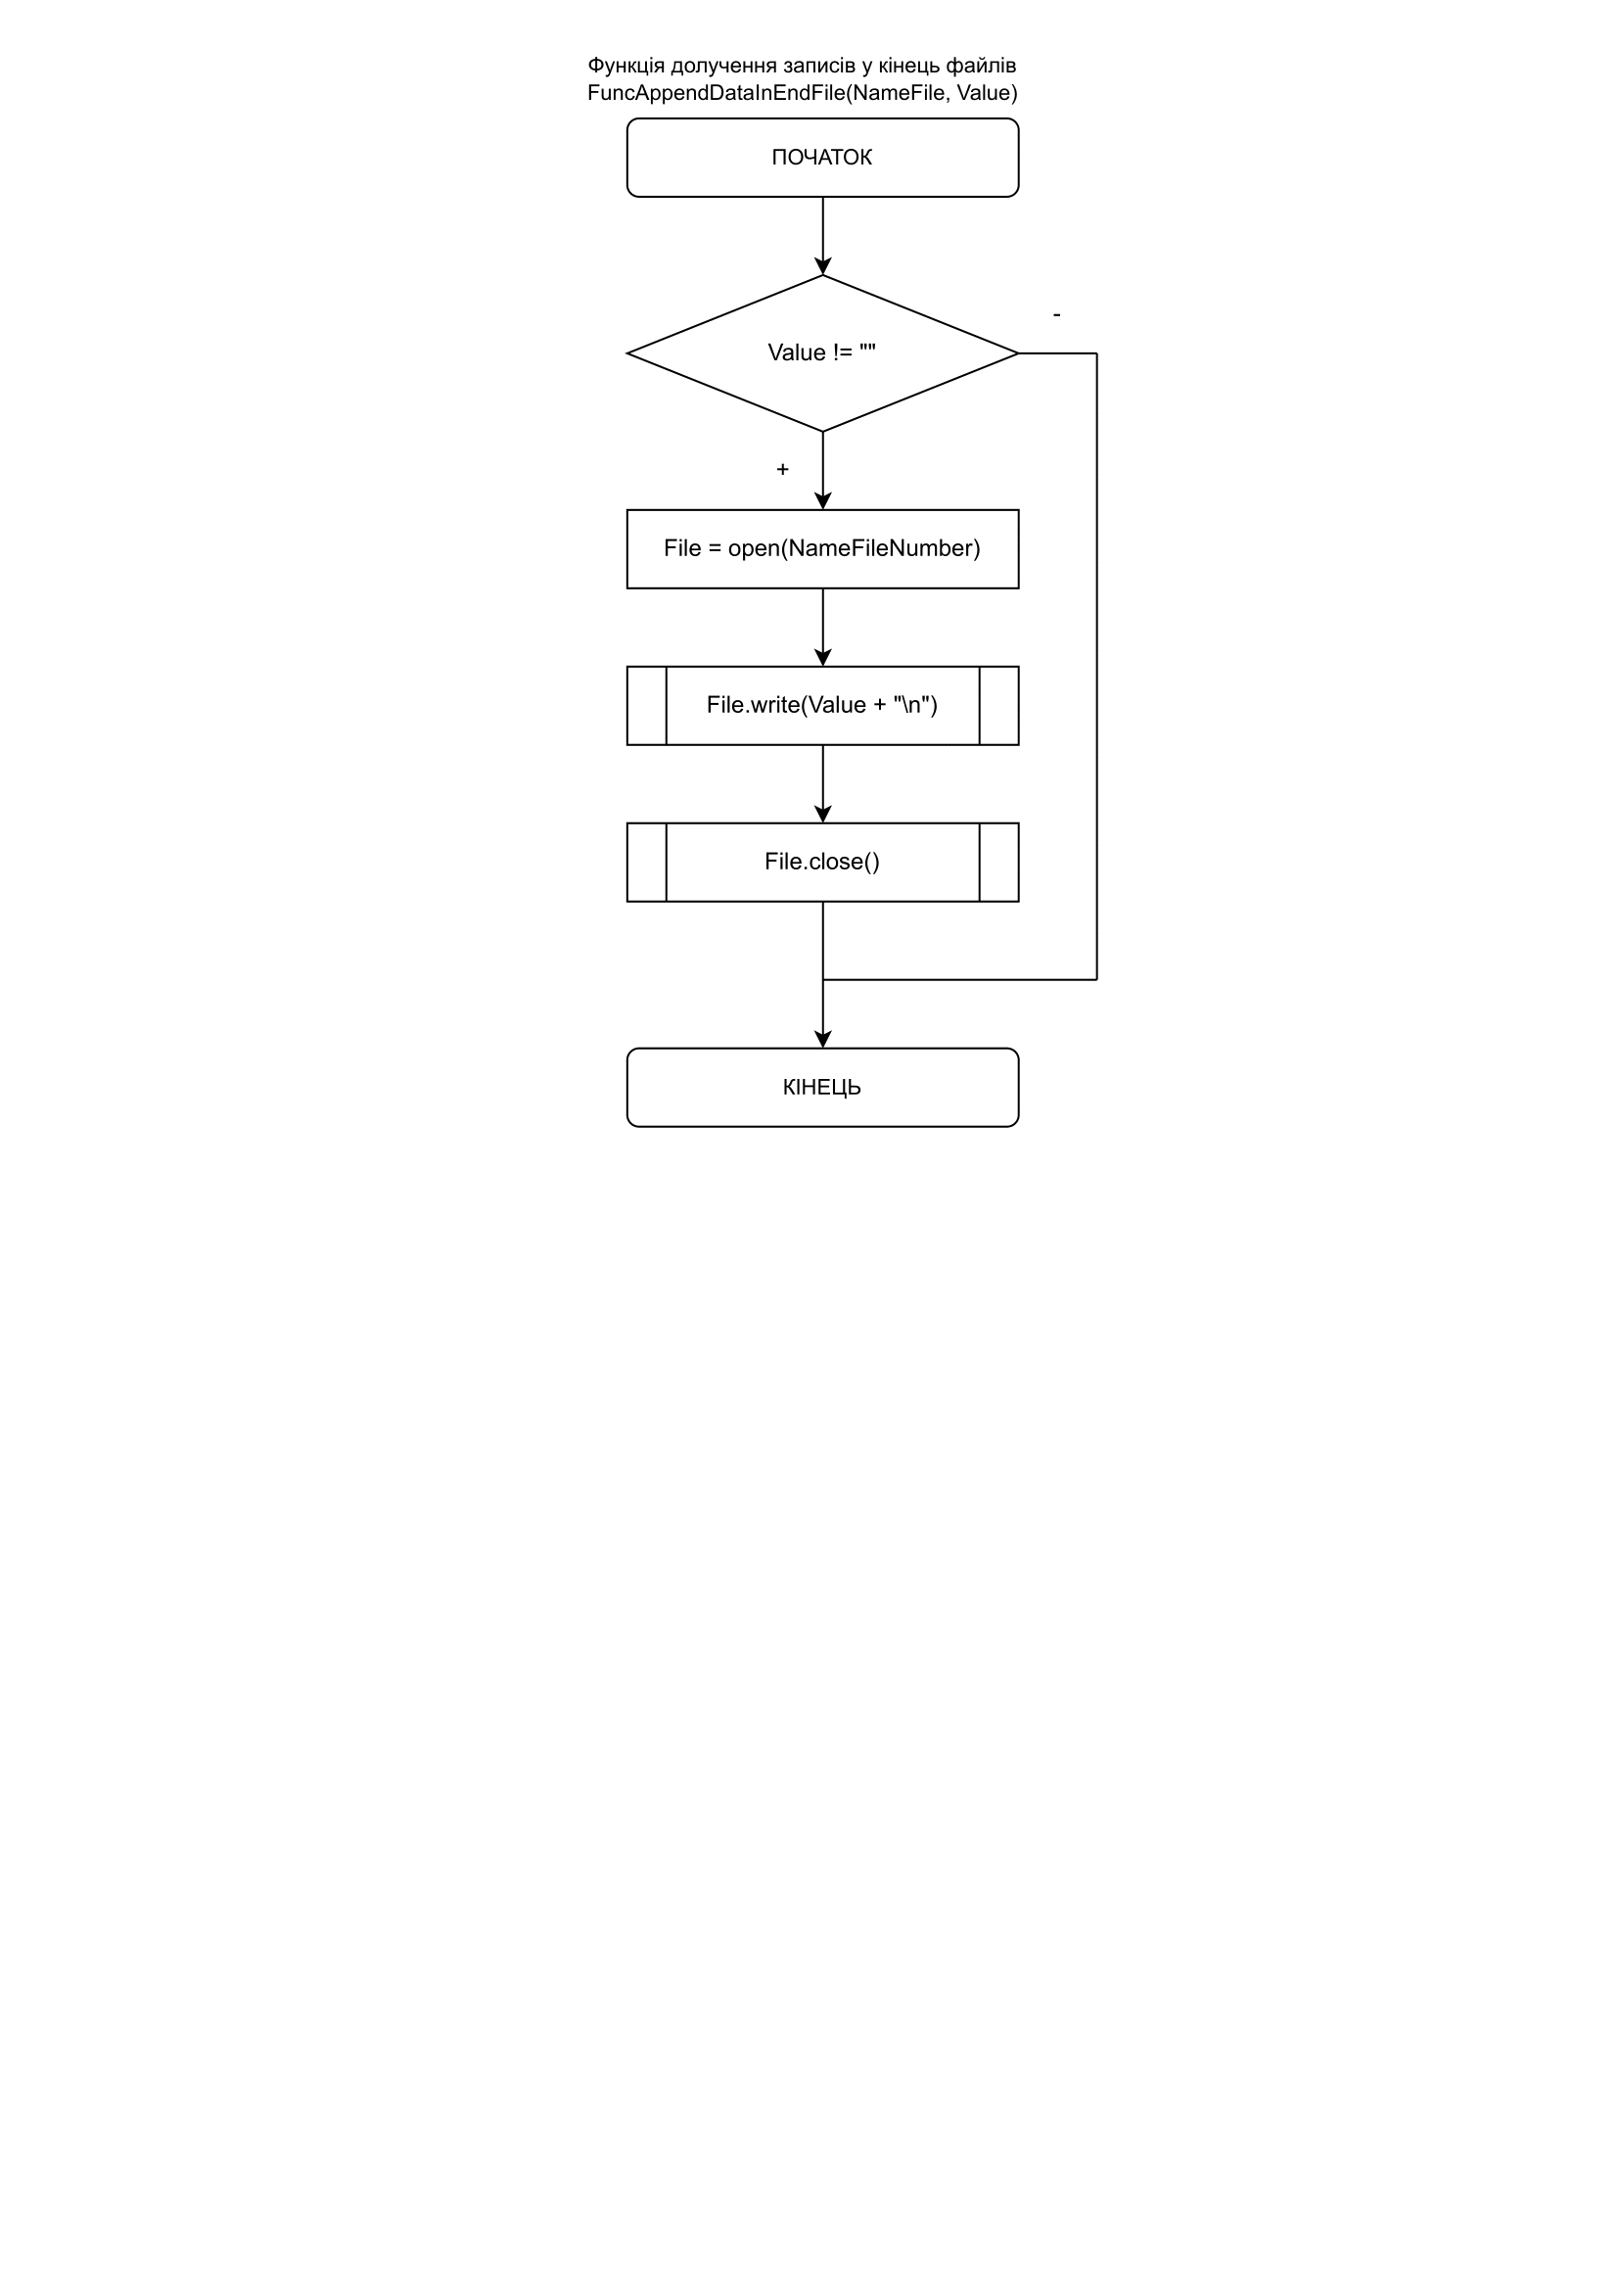 Функція долучення записів у кінець файлів
FuncAppendDataInEndFile(NameFile, Value)
ПОЧАТОК
Value != ""
-
+
File = open(NameFileNumber)
File.write(Value + "\n")
File.close()
КІНЕЦЬ